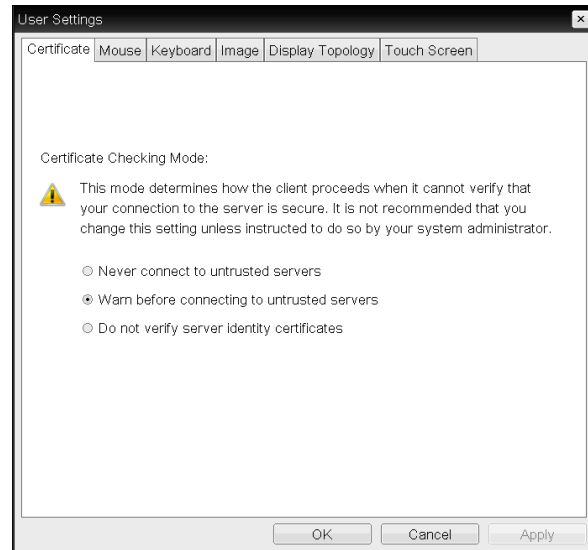 User Settings
Certificate Mouse Keyboard Image Display Topology Touch Screen
Certificate Checking Mode:
This mode determines how the client proceeds when it cannot verify that
your connection to the server is secure. It is not recommended that you
change this setting unless instructed to do so by your system administrator.
Never connect to untrusted servers
Warn before connecting to untrusted servers
Do not verify server identity certificates
OK Cancel Apply